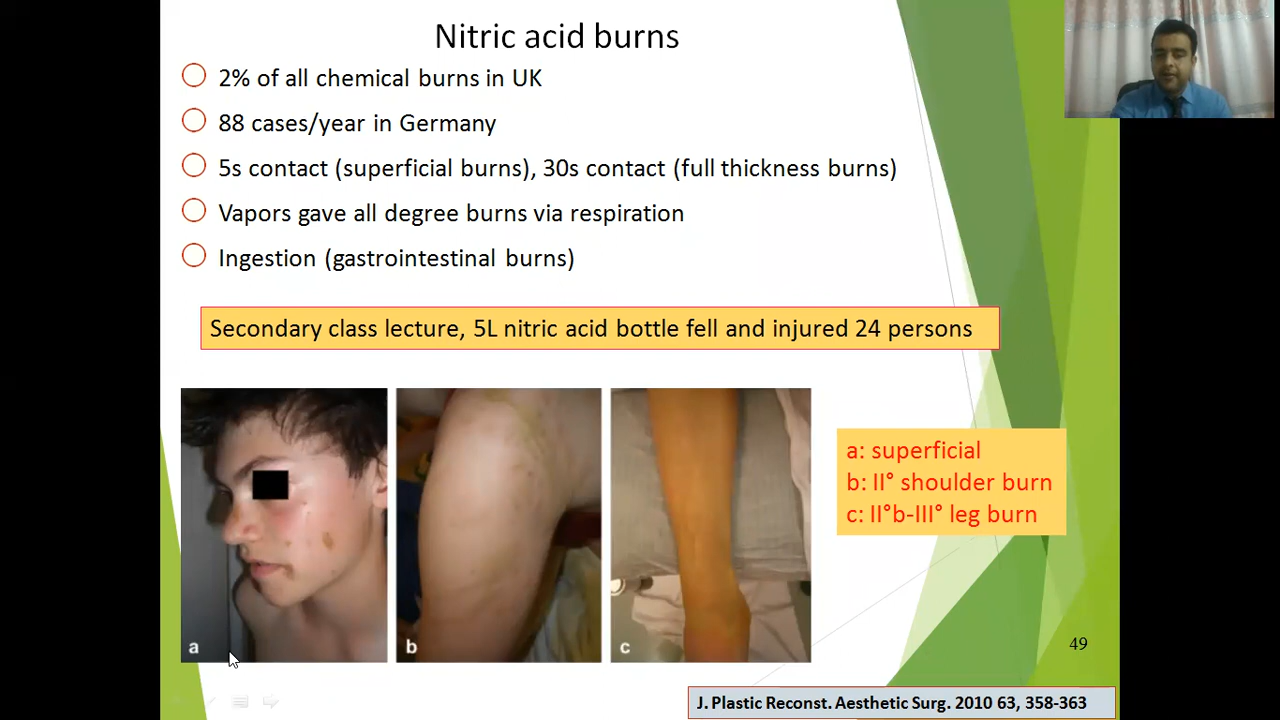 Nitric acid burns
2% of all chemical burns in UK
88 cases/year in Germany
5s contact (superficial burns), 30s contact (full thickness burns)
Vapors gave all degree burns via respiration
Ingestion (gastrointestinal burns)
Secondary class lecture, 5L nitric acid bottle fell and injured 24 persons
a: superficial
b: II° shoulder burn
c: II°b-III° leg burn
a
b
c
49
J. Plastic Reconst. Aesthetic Surg. 2010 63, 358-363